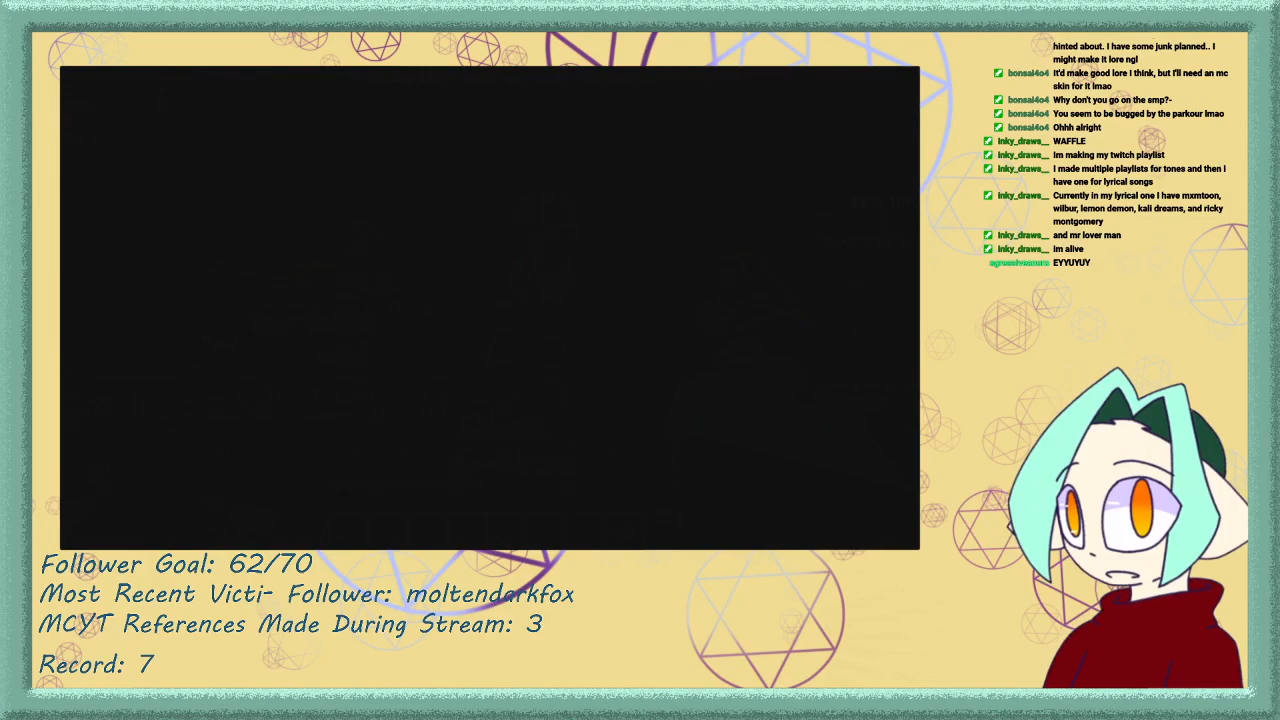 hinted about. I have some junk planned.. I
might make it lore ngl
bonsai4o4 It'd make good lore I think, but I'll need an mc
skin for it lmao
bonsai4o4 Why don't you go on the smp?-
bonsai4o4 You seem to be bugged by the parkour lmao
bonsai4o4 Ohhh alright
inky_draws__ WAFFLE
inky_draws__ Im making my twitch playlist
inky_draws__ I made multiple playlists for tones and then I
have one for lyrical songs
inky_draws__ Currently in my lyrical one I have mxmtoon,
wilbur, lemon demon, kali dreams, and ricky
montgomery
inky_draws__ and mr lover man
inky_draws__ Im alive
EYYUYUY
Follower Goal: 62/70
Most Recent Victi- Follower: moltendarkfox
MCYT References Made During Stream: 3
Record: 7